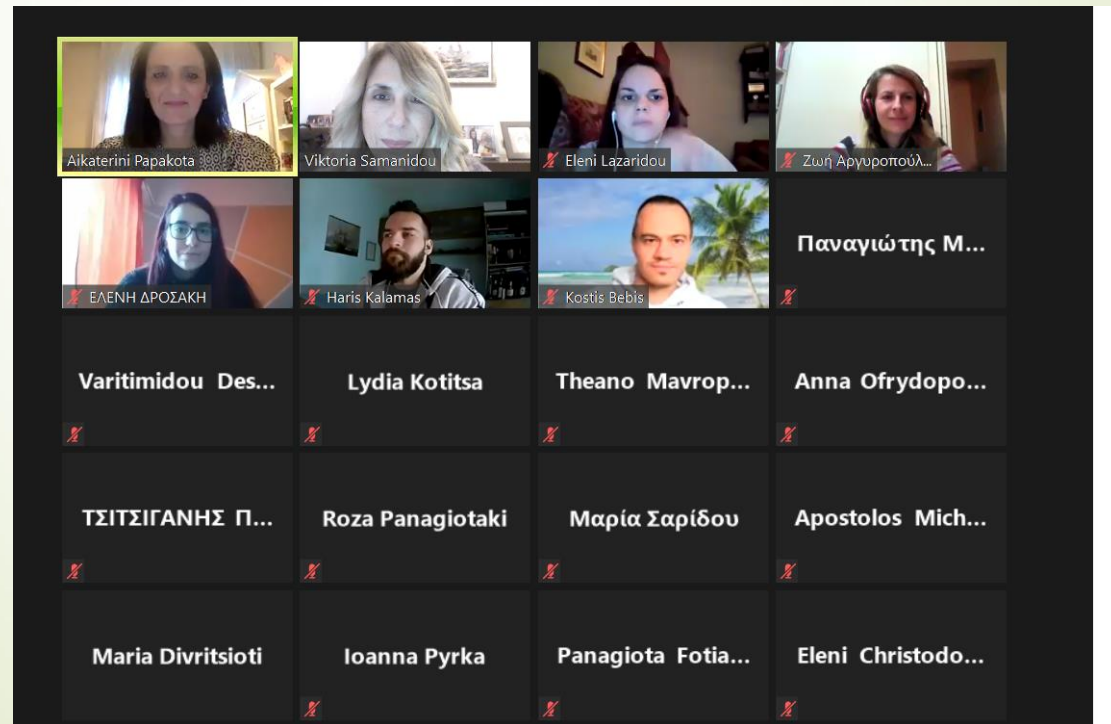 Aikaterini Papakota
Viktoria Samanidou
Eleni Lazaridou
Ζωή Αργυροπούλ...
ΕΛΕΝΗ ΔΡΟΣΑΚΗ
Haris Kalamas
Kostis Bebis
Παναγιώτης Μ...
Varitimidou Des...
Lydia Kotitsa
Theano Mavrop...
Anna Ofrydopo...
ΤΣΙΤΣΙΓΑΝΗΣ Π...
Roza Panagiotaki
Μαρία Σαρίδου
Apostolos Mich...
Maria Divritsioti
Ioanna Pyrka
Panagiota Fotia...
Eleni Christodo...